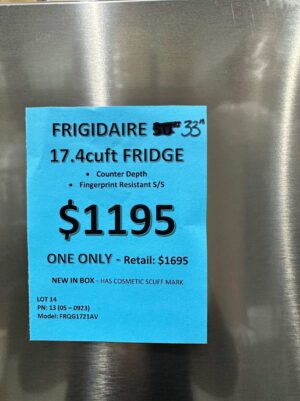 FRIGIDAIRE 33"
17.4cuft FRIDGE
• Counter Depth
• Fingerprint Resistant S/S
$1195
ONE ONLY - Retail: $1695
NEW IN BOX - HAS COSMETIC SCUFF MARK
LOT 14
PN: 13 (05 – 0923)
Model: FRQG1721AV